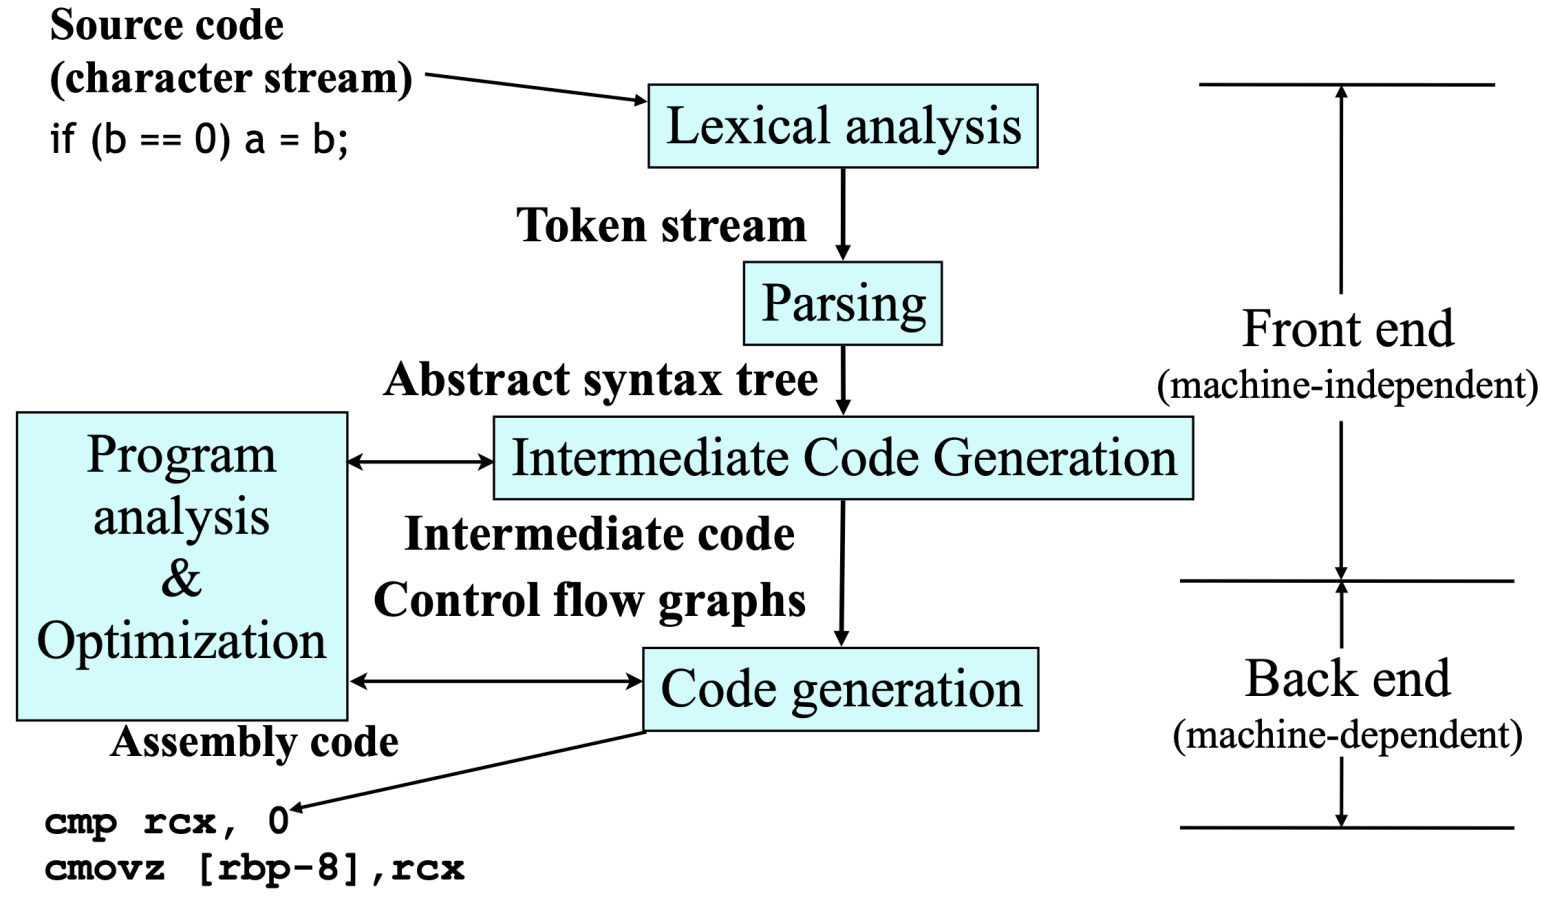 Source code
(character stream)
if (b == 0) a = b;
Lexical analysis
Token stream
Parsing
Abstract syntax tree
Intermediate Code Generation
Program
analysis
&
Optimization
Intermediate code
Control flow graphs
Code generation
Assembly code
cmp rcx, 0
cmovz [rbp-8],rcx
Front end
(machine-independent)
Back end
(machine-dependent)